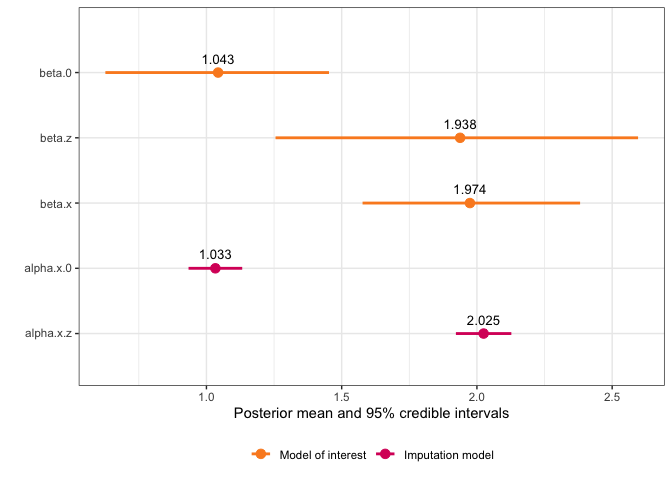 1.043
beta.0
1.938
beta.z
1.974
beta.x
1.033
alpha.x.0
2.025
alpha.x.z
1.0 1.5 2.0 2.5
Posterior mean and 95% credible intervals
Model of interest Imputation model